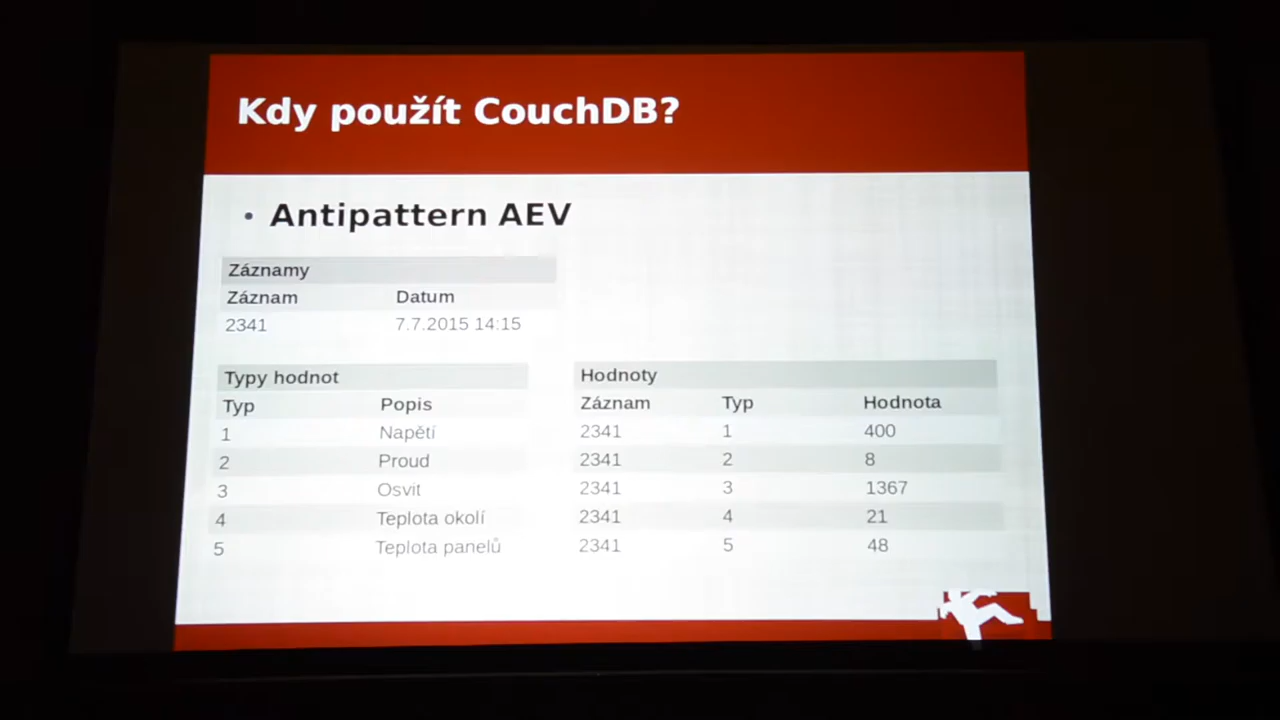 Kdy použít CouchDB?
• Antipattern AEV
Záznamy
Záznam Datum
2341 7.7.2015 14:15
Typy hodnot
Typ Popis
1 Napětí
2 Proud
3 Osvit
4 Teplota okolí
5 Teplota panelů
Hodnoty
Záznam Typ Hodnota
2341 1 400
2341 2 8
2341 3 1367
2341 4 21
2341 5 48